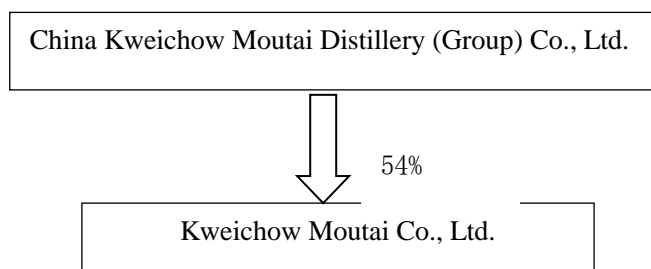 China Kweichow Moutai Distillery (Group) Co., Ltd.
54%
Kweichow Moutai Co., Ltd.